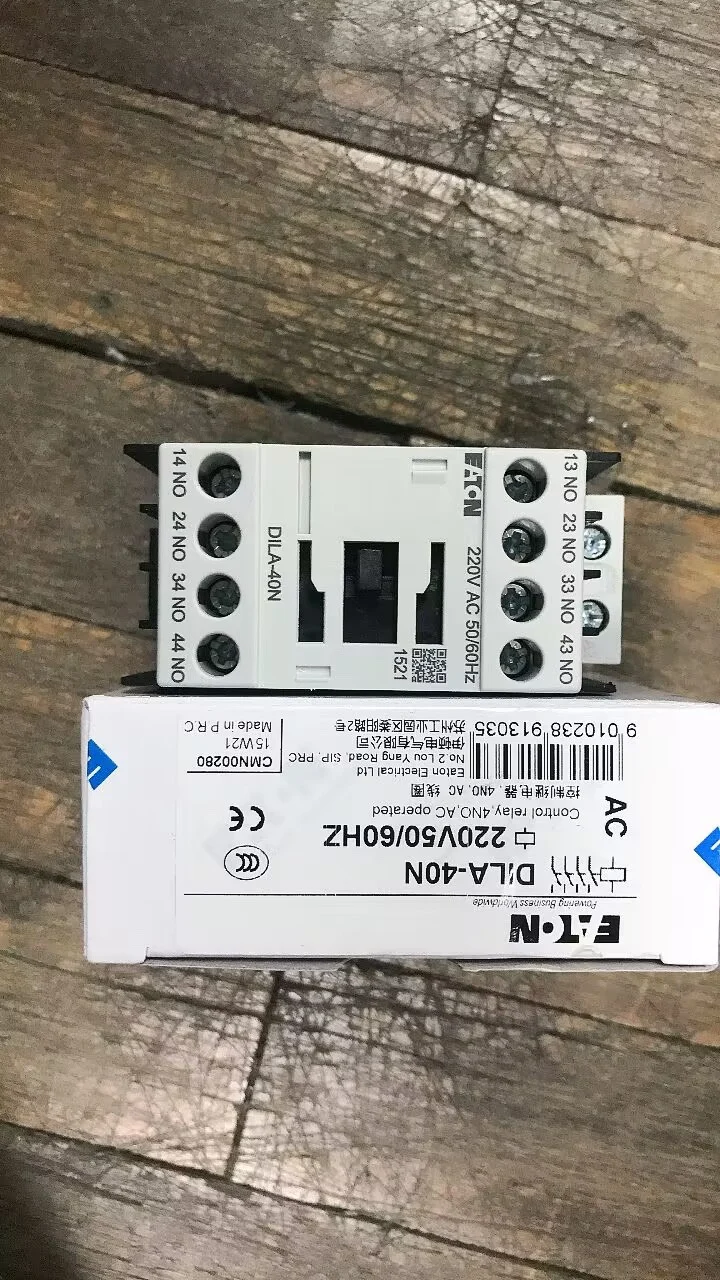 14 NO
24 NO
34 NO
44 NO
DILA-40N
EATON
220V AC 50/60Hz
1521
13 NO
23 NO
33 NO
43 NO
EATON
Powering Business Worldwide
DILA-40N
220V50/60HZ
Control relay,4NO,AC operated
控制继电器, 4NO, AC 线圈
AC
Eaton Electrical Ltd
No.2 Lou Yang Road, SIP, PRC
伊顿电气有限公司
苏州工业园区娄阳路2号
9 010238 913035
CCC
CE
CMN000280
15W21
Made in P.R.C